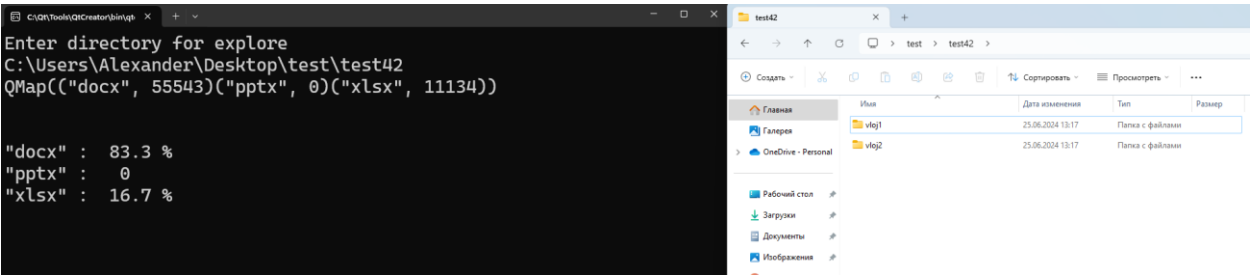 C:\Qt\Tools\QtCreator\bin\qt
Enter directory for explore
C:\Users\Alexander\Desktop\test\test42
QMap(("docx", 55543)("pptx", 0)("xlsx", 11134))
"docx" :  83.3 %
"pptx" :   0
"xlsx" :  16.7 %
test42
test > test42 >
Создать
Сортировать
Просмотреть
Главная
Галерея
OneDrive - Personal
Рабочий стол
Загрузки
Документы
Изображения
Имя Дата изменения Тип Размер
vloj1 25.06.2024 13:17 Папка с файлами
vloj2 25.06.2024 13:17 Папка с файлами